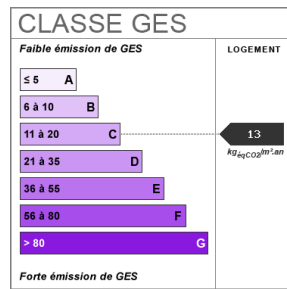 CLASSE GES
Faible émission de GES
LOGEMENT
≤ 5 A
6 à 10 B
11 à 20 C
13
kgéqCO2/m².an
21 à 35 D
36 à 55 E
56 à 80 F
> 80 G
Forte émission de GES